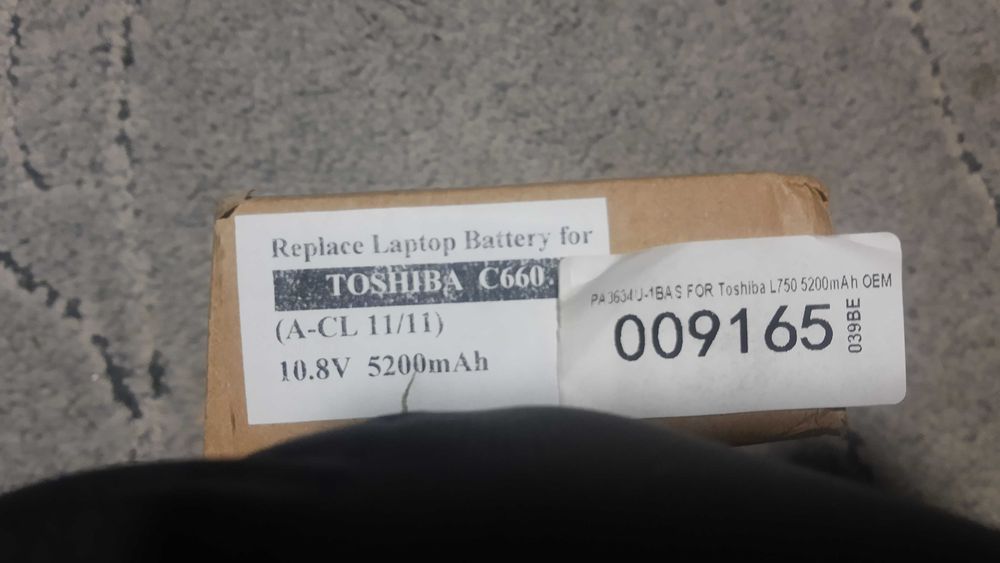 Replace Laptop Battery for
TOSHIBA C660.
(A-CL 11/11)
10.8V 5200mAh
PA3634U-1BAS FOR Toshiba L750 5200mAh OEM
009165
039BE